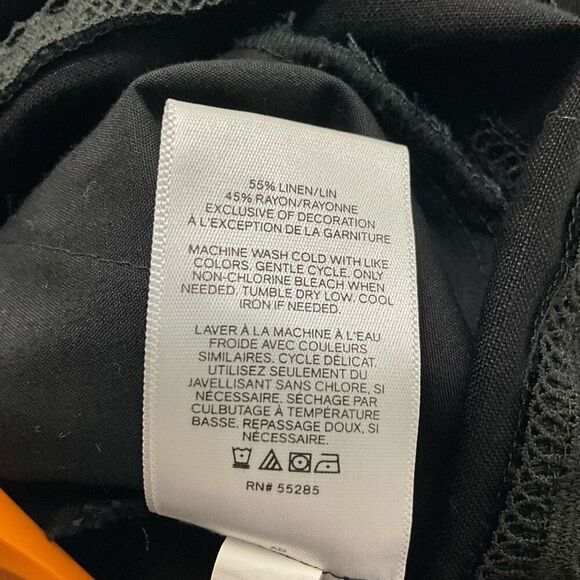 55% LINEN/LIN
45% RAYON/RAYONNE
EXCLUSIVE OF DECORATION
À L'EXCEPTION DE LA GARNITURE
MACHINE WASH COLD WITH LIKE
COLORS. GENTLE CYCLE. ONLY
NON-CHLORINE BLEACH WHEN
NEEDED. TUMBLE DRY LOW. COOL
IRON IF NEEDED.
LAVER À LA MACHINE À L'EAU
FROIDE AVEC COULEURS
SIMILAIRES. CYCLE DÉLICAT.
UTILISEZ SEULEMENT DU
JAVELLISANT SANS CHLORE, SI
NÉCESSAIRE. SÉCHAGE PAR
CULBUTAGE À TEMPÉRATURE
BASSE. REPASSAGE DOUX, SI
NÉCESSAIRE.
RN# 55285